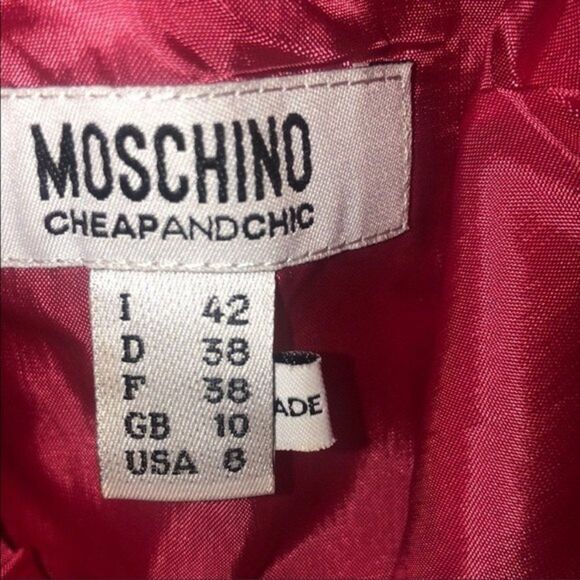 MOSCHINO
CHEAPANDCHIC
I 42
D 38
F 38
GB 10
USA 8
ADE